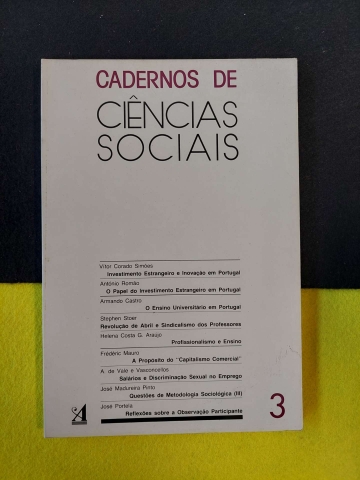 CADERNOS DE
CIÊNCIAS
SOCIAIS
Vitor Corado Simões
Investimento Estrangeiro e Inovação em Portugal
António Romão
O Papel do Investimento Estrangeiro em Portugal
Armando Castro
O Ensino Universitário em Portugal
Stephen Stoer
Revolução de Abril e Sindicalismo dos Professores
Helena Costa G. Araújo
Profissionalismo e Ensino
Frédéric Mauro
A Propósito do "Capitalismo Comercial"
A. de Vale e Vasconcellos
Salários e Discriminação Sexual no Emprego
José Madureira Pinto
Questões de Metodologia Sociológica (III)
José Portela
Reflexões sobre a Observação Participante
A
3